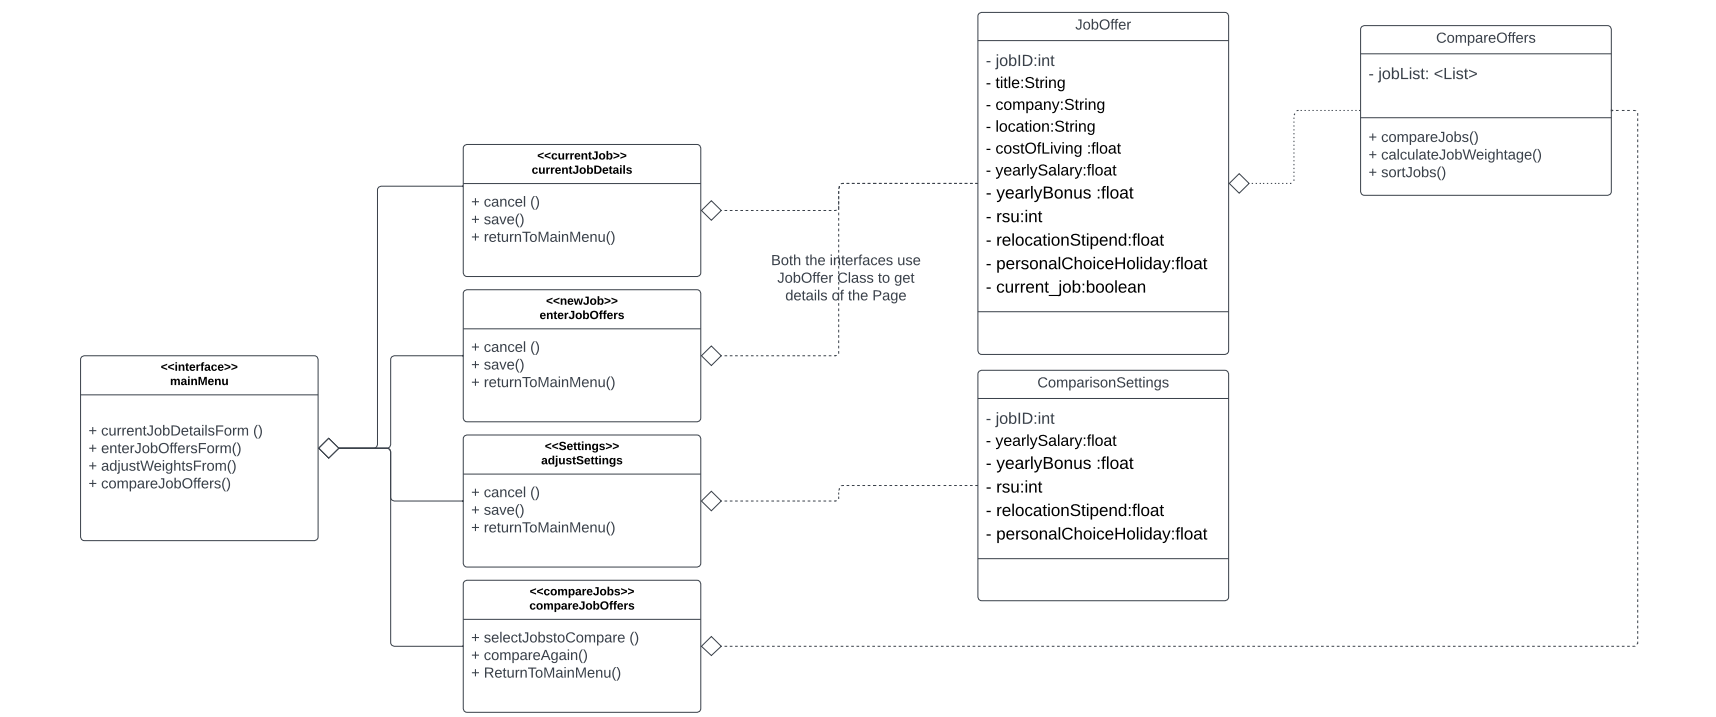 JobOffer
- jobID:int
- title:String
- company:String
- location:String
- costOfLiving :float
- yearlySalary:float
- yearlyBonus :float
- rsu:int
- relocationStipend:float
- personalChoiceHoliday:float
- current_job:boolean
CompareOffers
- jobList: <List>
+ compareJobs()
+ calculateJobWeightage()
+ sortJobs()
<<currentJob>>
currentJobDetails
+ cancel ()
+ save()
+ returnToMainMenu()
Both the interfaces use
JobOffer Class to get
details of the Page
<<newJob>>
enterJobOffers
+ cancel ()
+ save()
+ returnToMainMenu()
<<interface>>
mainMenu
+ currentJobDetailsForm ()
+ enterJobOffersForm()
+ adjustWeightsFrom()
+ compareJobOffers()
<<Settings>>
adjustSettings
+ cancel ()
+ save()
+ returnToMainMenu()
ComparisonSettings
- jobID:int
- yearlySalary:float
- yearlyBonus :float
- rsu:int
- relocationStipend:float
- personalChoiceHoliday:float
<<compareJobs>>
compareJobOffers
+ selectJobstoCompare ()
+ compareAgain()
+ ReturnToMainMenu()